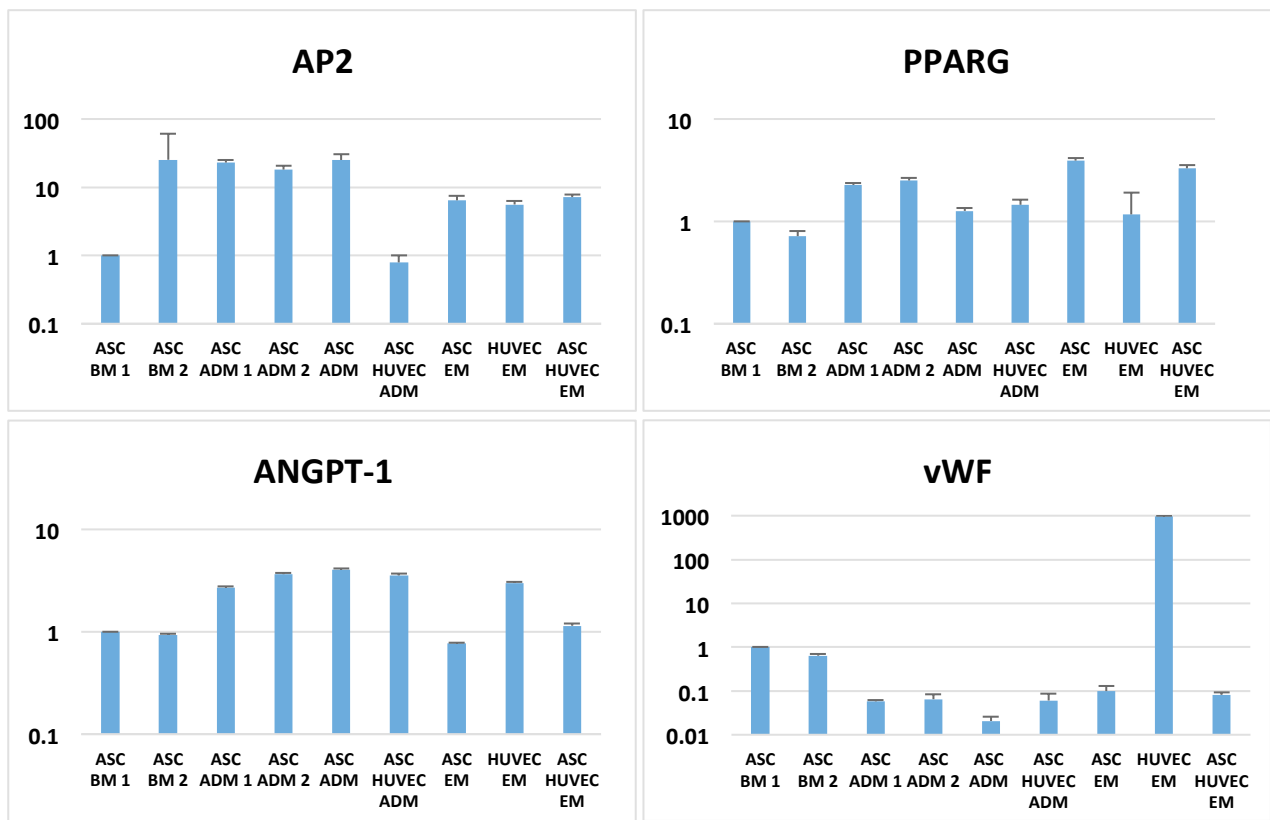 AP2
100
10
1
0.1
ASC ASC ASC ASC ASC ASC ASC HUVEC ASC
BM 1 BM 2 ADM 1 ADM 2 ADM HUVEC EM EM HUVEC
ADM EM
PPARG
10
1
0.1
ASC ASC ASC ASC ASC ASC ASC HUVEC ASC
BM 1 BM 2 ADM 1 ADM 2 ADM HUVEC EM EM HUVEC
ADM EM
ANGPT-1
10
1
0.1
ASC ASC ASC ASC ASC ASC ASC HUVEC ASC
BM 1 BM 2 ADM 1 ADM 2 ADM HUVEC EM EM HUVEC
ADM EM
vWF
1000
100
10
1
0.1
0.01
ASC ASC ASC ASC ASC ASC ASC HUVEC ASC
BM 1 BM 2 ADM 1 ADM 2 ADM HUVEC EM EM HUVEC
ADM EM